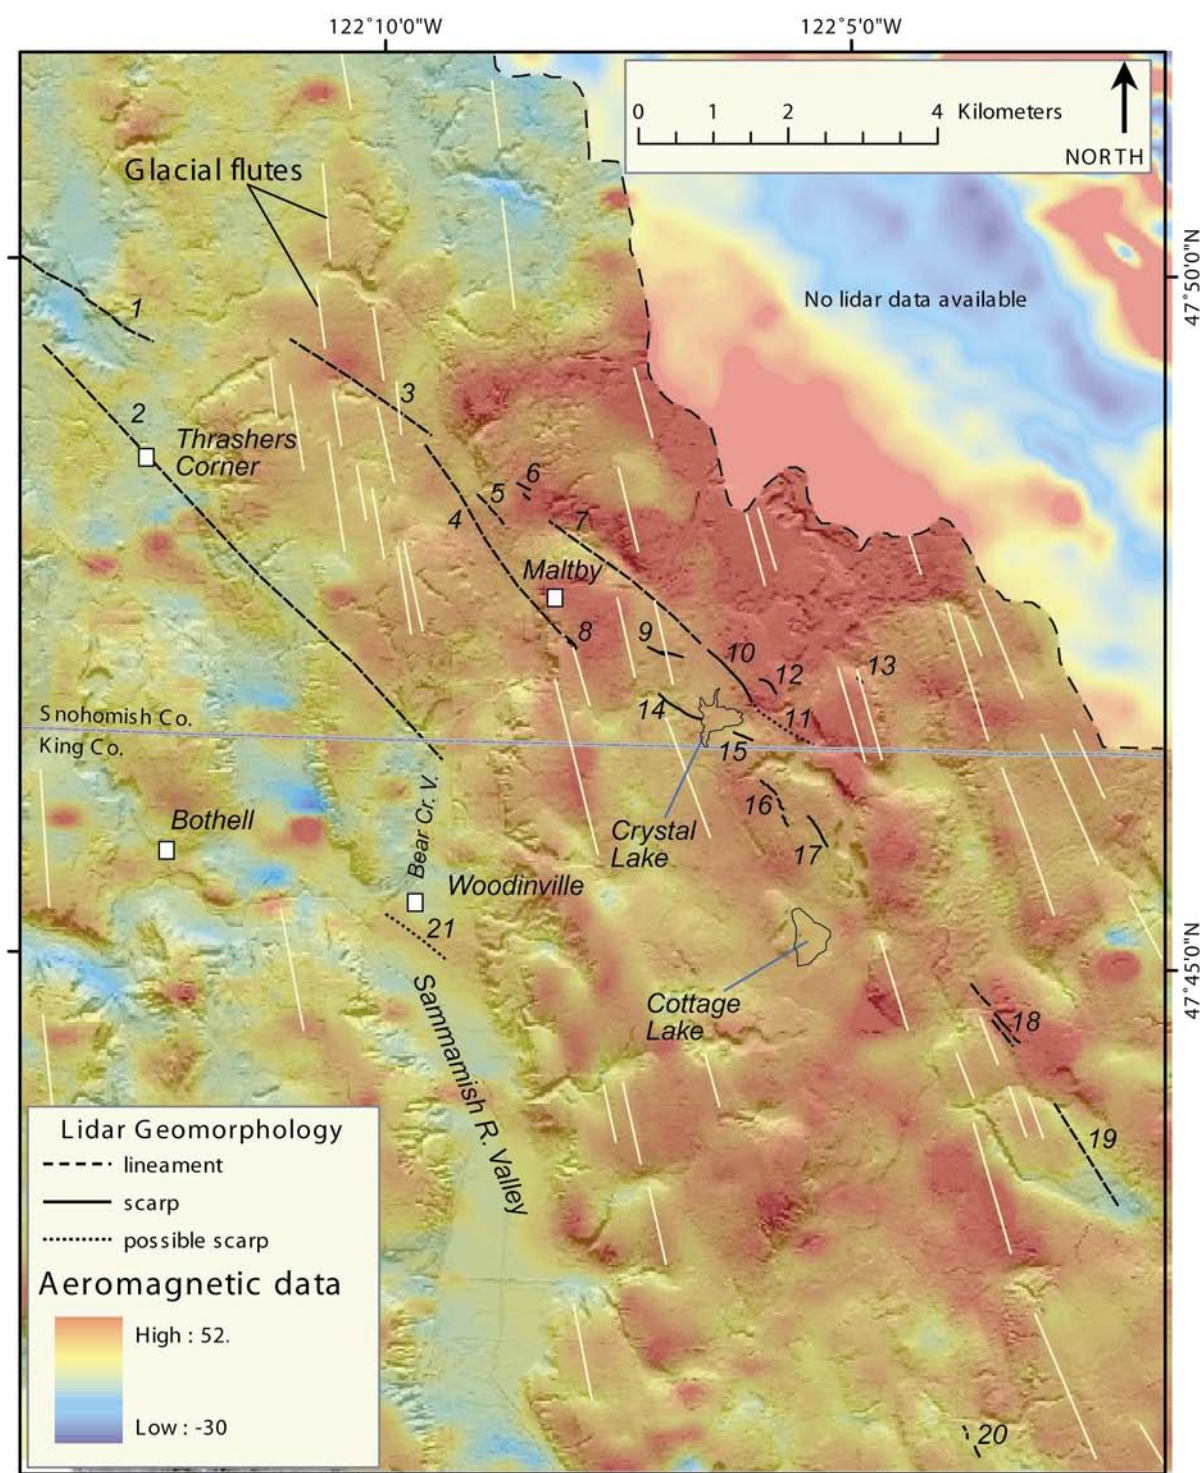 122˚10'0"W
122˚5'0"W
0 1 2 4 Kilometers
NORTH
Glacial flutes
47˚50'0"N
No lidar data available
1
2
Thrashers
Corner
3
4
5
6
7
Maltby
8
9
10
12
13
14
11
15
Snohomish Co.
King Co.
Bear Cr. V.
16
17
Crystal
Lake
Bothell
Woodinville
21
Sammamish R. Valley
Cottage
Lake
47˚45'0"N
18
19
20
Lidar Geomorphology
lineament
scarp
possible scarp
Aeromagnetic data
High : 52.
Low : -30